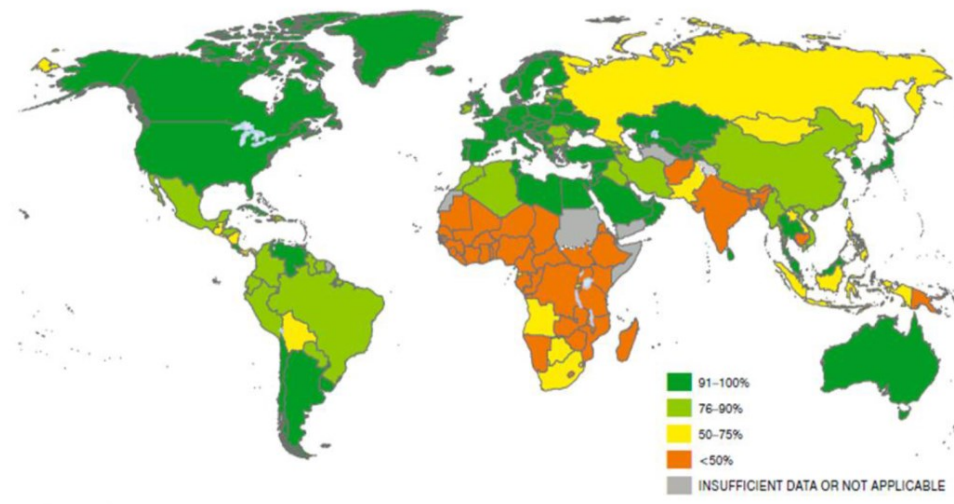 91–100%
76–90%
50–75%
<50%
INSUFFICIENT DATA OR NOT APPLICABLE